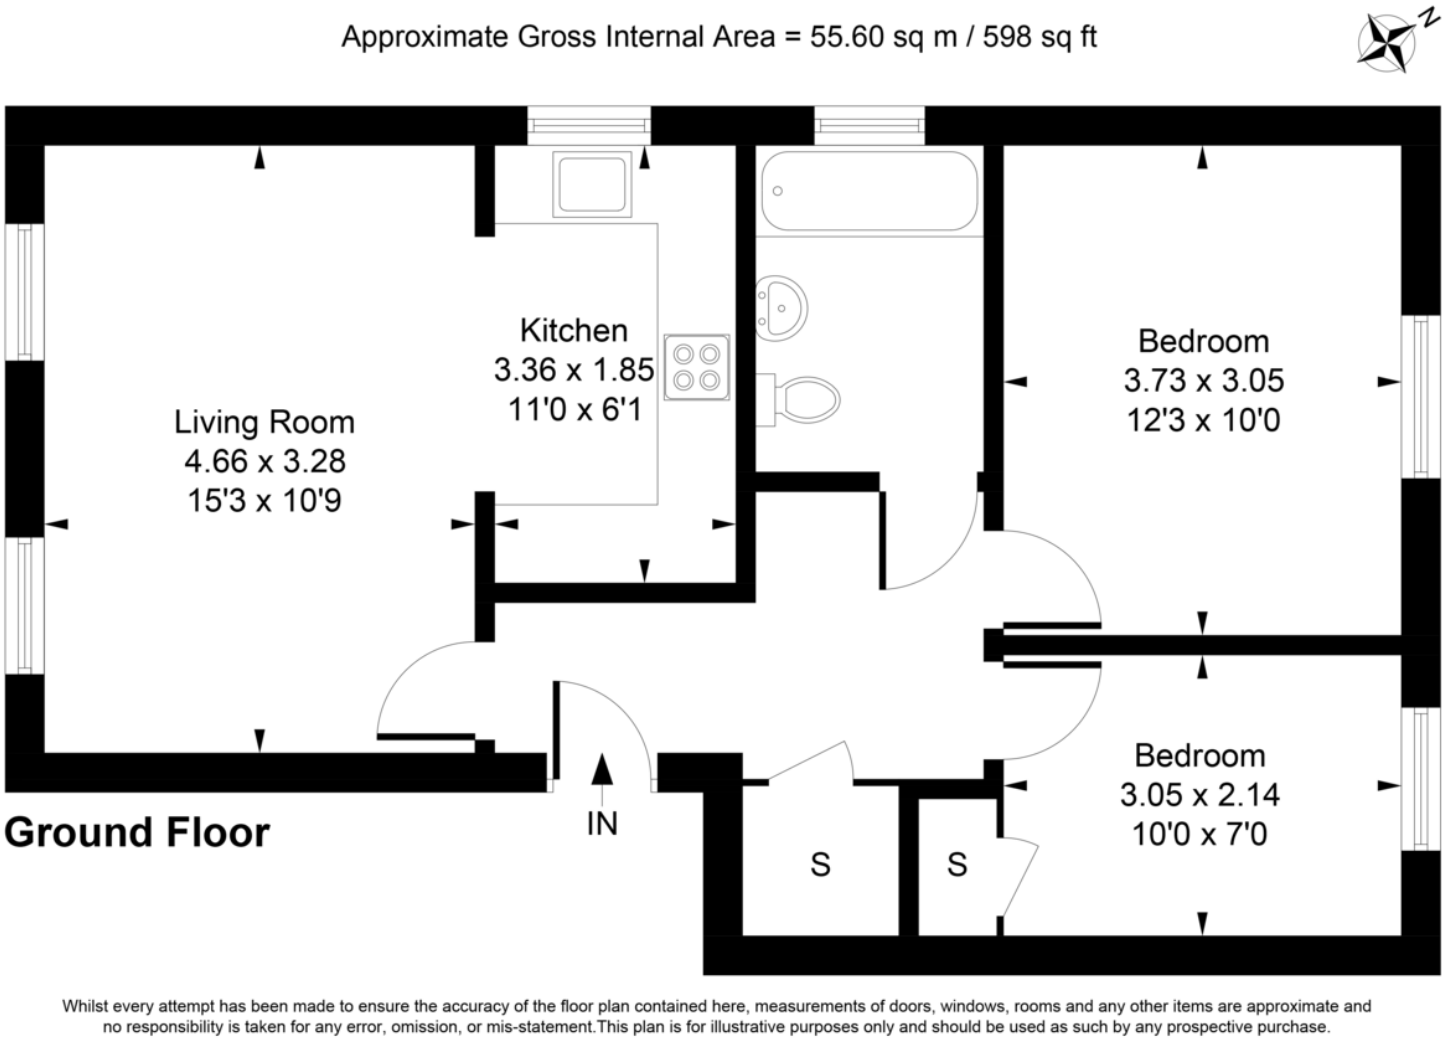 Approximate Gross Internal Area = 55.60 sq m / 598 sq ft
N
Kitchen
3.36 x 1.85
11'0 x 6'1
Bedroom
3.73 x 3.05
12'3 x 10'0
Living Room
4.66 x 3.28
15'3 x 10'9
Bedroom
3.05 x 2.14
10'0 x 7'0
IN
Ground Floor
S
S
Whilst every attempt has been made to ensure the accuracy of the floor plan contained here, measurements of doors, windows, rooms and any other items are approximate and
no responsibility is taken for any error, omission, or mis-statement.This plan is for illustrative purposes only and should be used as such by any prospective purchase.